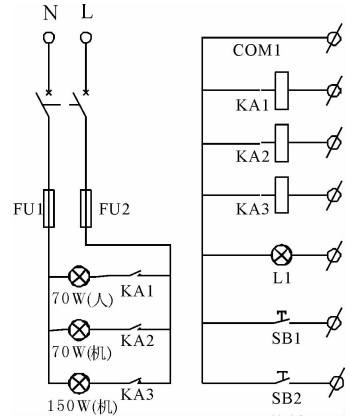 N L
COM1
KA1
KA2
KA3
FU1
FU2
L1
70W(人)
KA1
SB1
70W(机)
KA2
SB2
150W(机)
KA3